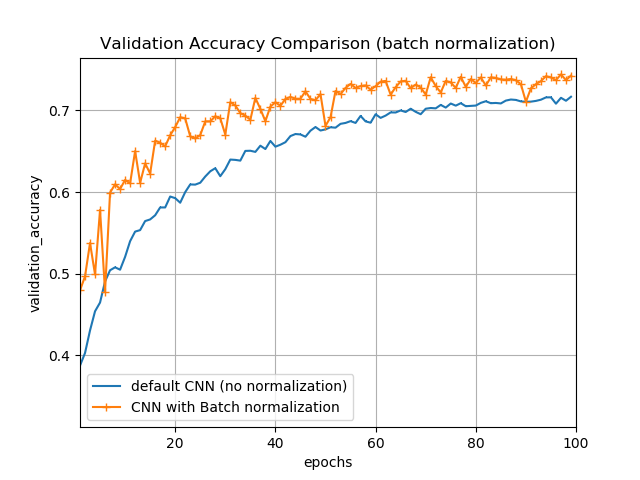 Validation Accuracy Comparison (batch normalization)
validation_accuracy
0.7
0.6
0.5
0.4
default CNN (no normalization)
CNN with Batch normalization
20
40
60
80
100
epochs